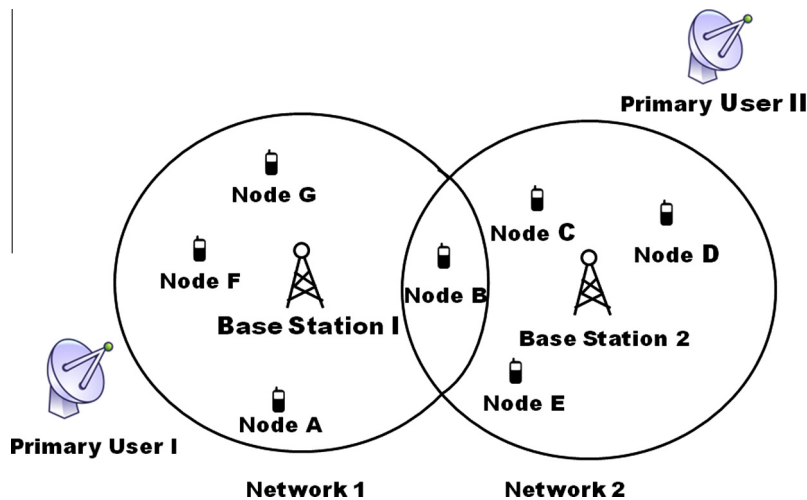 Primary User II
Node G
Node C
Node D
Node F
Node B
Base Station I
Base Station 2
Node E
Node A
Primary User I
Network 1
Network 2